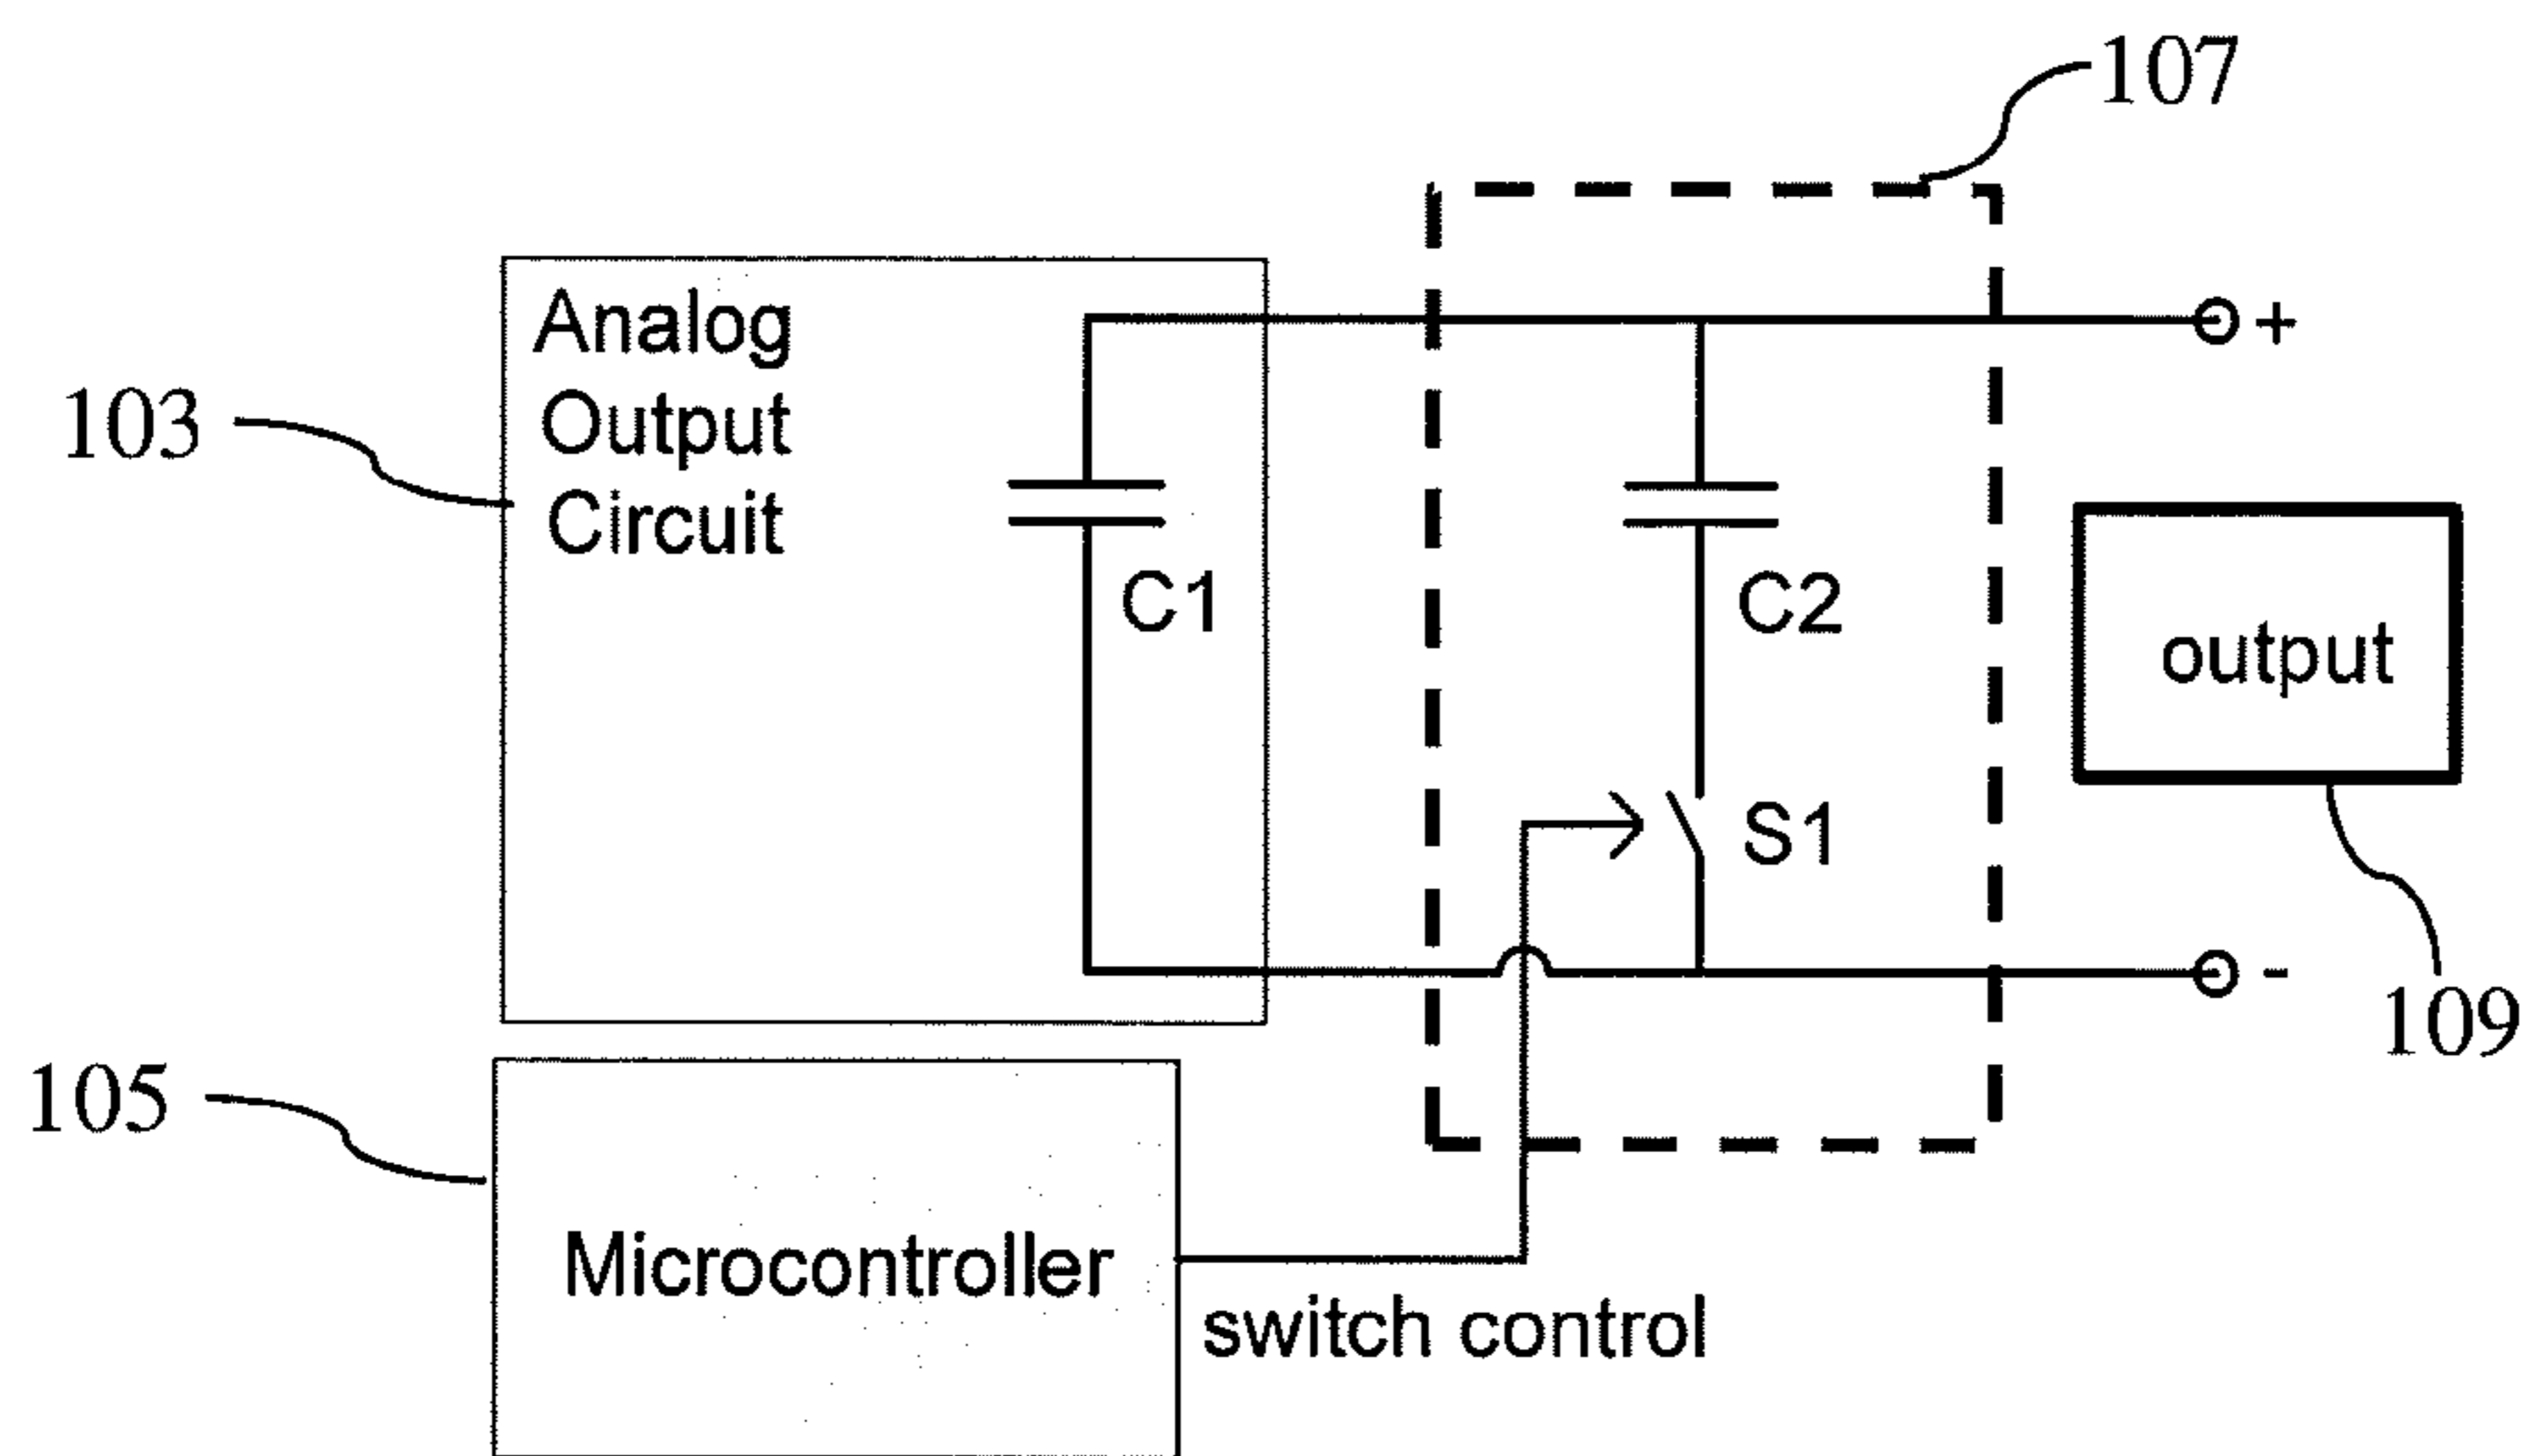 107
Analog
Output
Circuit
+
103
C1
C2
output
S1
-
109
105
Microcontroller
switch control